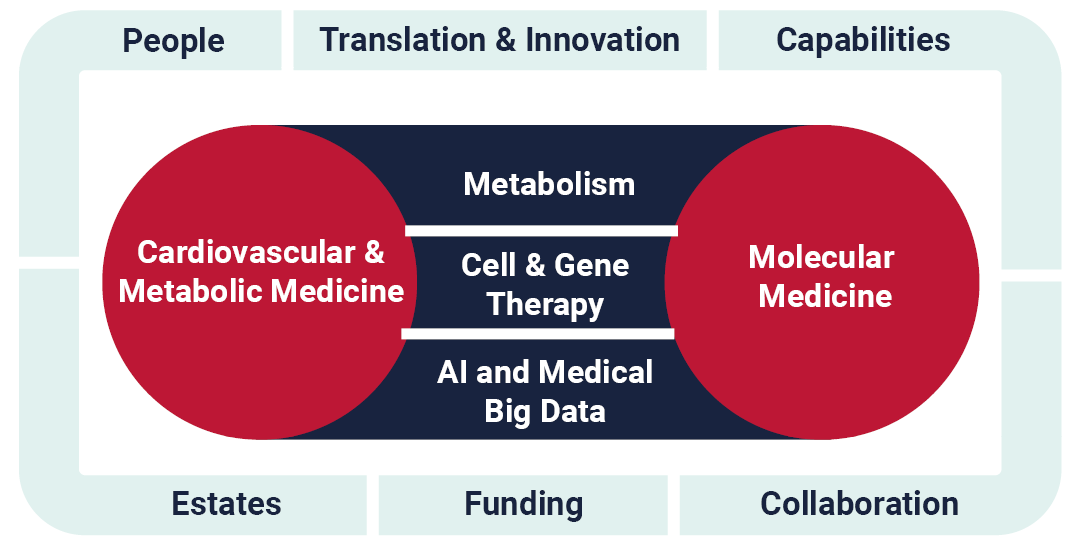 People
Translation & Innovation
Capabilities
Cardiovascular &
Metabolic Medicine
Metabolism
Cell & Gene
Therapy
AI and Medical
Big Data
Molecular
Medicine
Estates
Funding
Collaboration